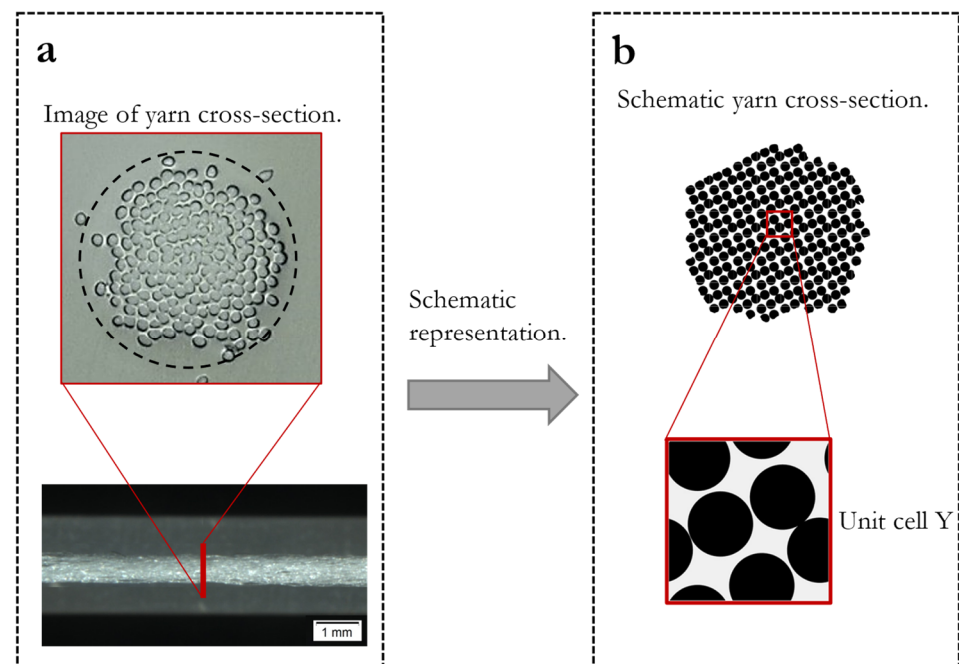 a
Image of yarn cross-section.
1 mm
Schematic
representation.
b
Schematic yarn cross-section.
Unit cell Y